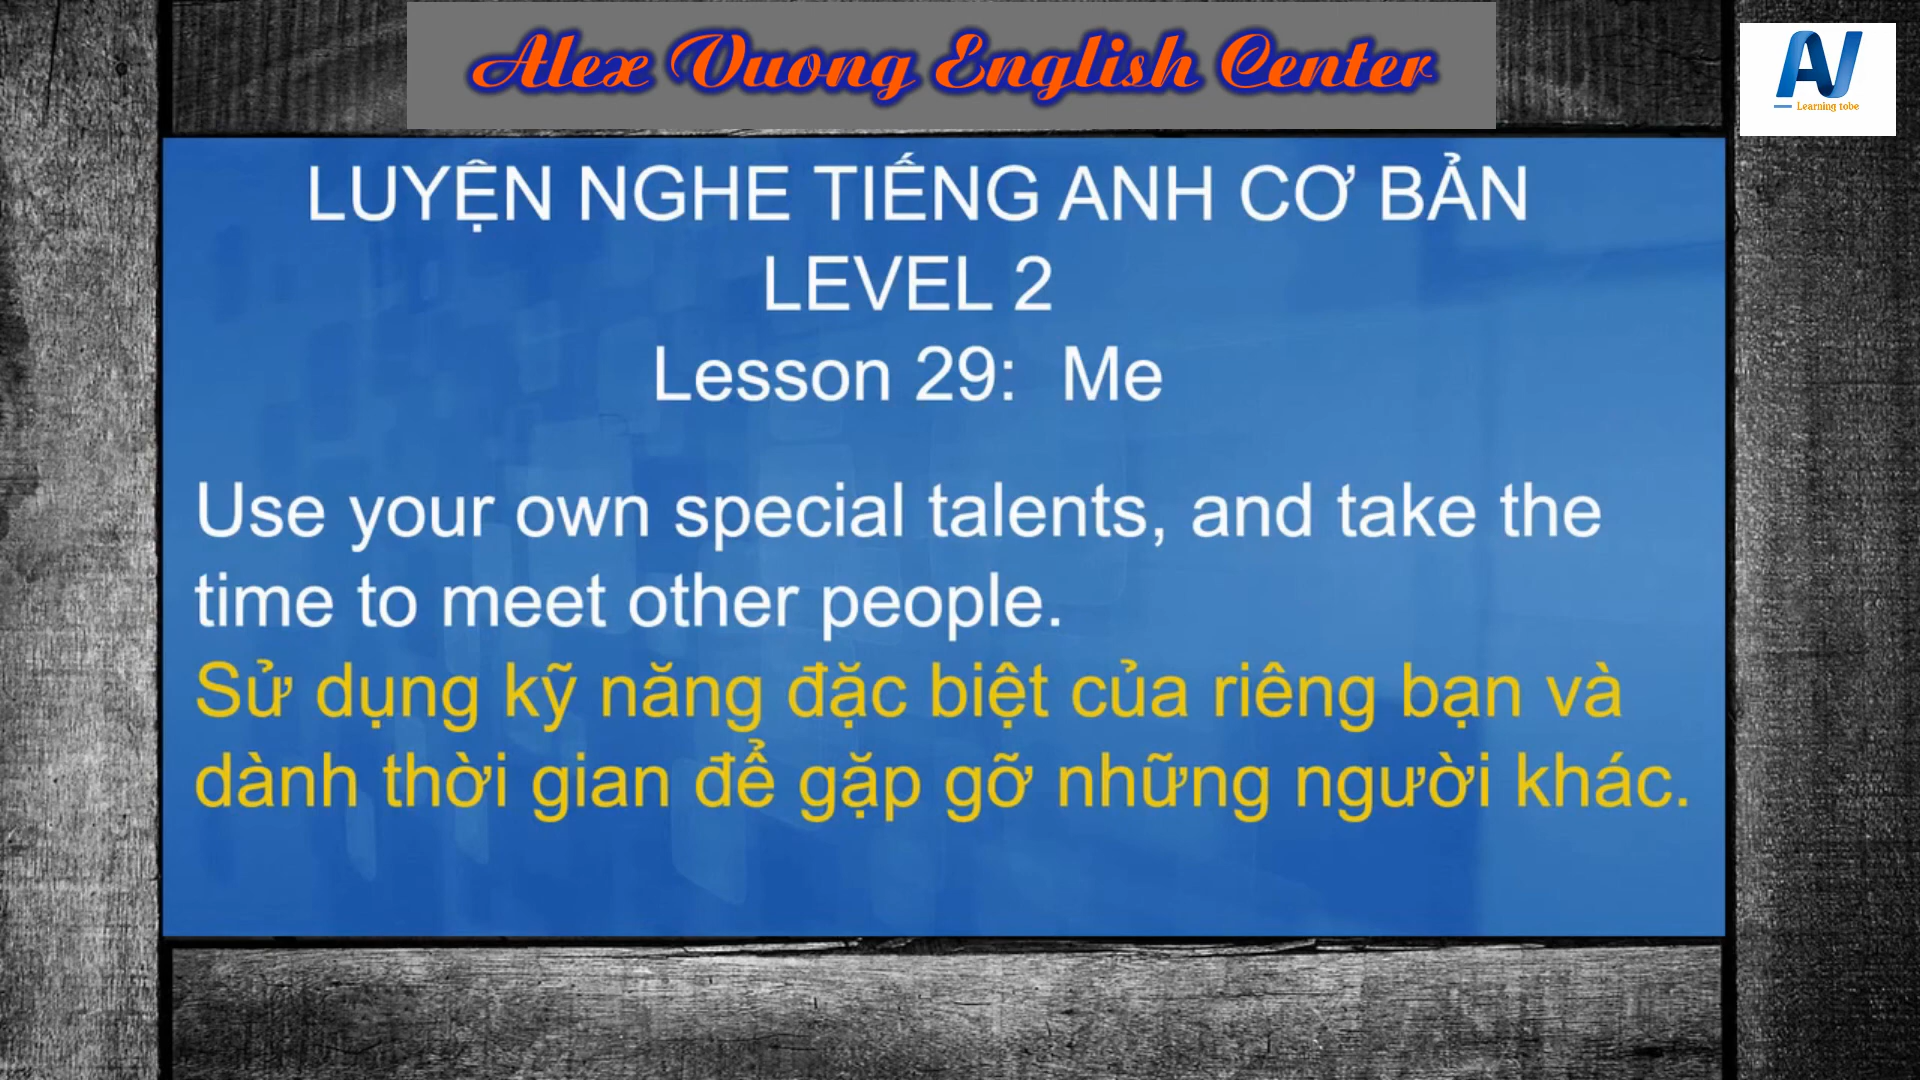 Alex Vuong English Center
AV
Learning tobe
LUYỆN NGHE TIẾNG ANH CƠ BẢN
LEVEL 2
Lesson 29: Me
Use your own special talents, and take the
time to meet other people.
Sử dụng kỹ năng đặc biệt của riêng bạn và
dành thời gian để gặp gỡ những người khác.